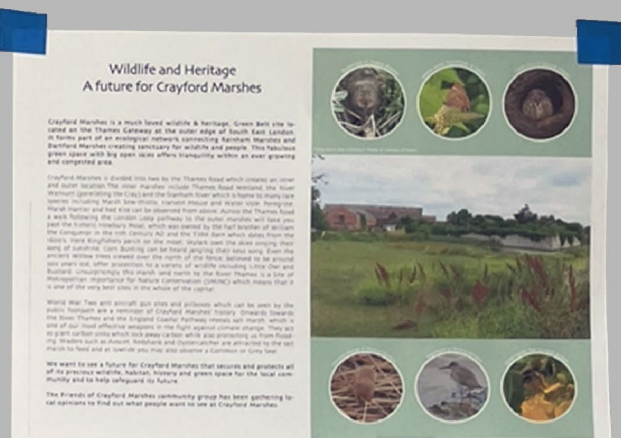 Wildlife and Heritage
A future for Crayford Marshes
Crayford Marshes is a much loved wildlife & heritage, Green Belt site lo-
cated on the Thames Gateway at the outer edge of South East London.
It forms part of an ecological network connecting Rainham Marshes and
Dartford Marshes creating sanctuary for wildlife and people. This fabulous
green space with big open skies offers tranquility within an ever growing
and congested area.
Crayford Marshes is divided into two by the Thames Road which creates an inner
and outer location. The inner marshes include Thames Road Wetland, the River
Wansunt (paralleling the Cray) and the Stanham River which is home to many rare
species including Marsh Sow-thistle, Harvest Mouse and Water Vole. Peregrine,
Marsh Harrier and Red Kite can be observed from above. Across the Thames Road
a walk following the London Loop pathway to the outer marshes will take you
past the historic Howbury Moat, which was owned by the half brother of William
the Conqueror in the 11th Century AD and the Tithe Barn which dates from the
Kingfishers perch on the moat, Skylark own the skies singing their
song of sunshine. Corn Bunting can be heard jangling their keys song. Even the
ancient Willow trees viewed over the north of the fence, believed to be around
200 years old, offer protection to a variety of wildlife including Little Owl and
Bustard. Unsurprisingly this marsh land north to the River Thames is a Site of
Metropolitan Importance for Nature Conservation (SMINC) which means that it
is one of the very best sites in the whole of the capital.
World War Two anti aircraft gun sites and pillboxes which can be seen by the
public footpath are a reminder of Crayford Marshes' history. Onwards towards
the River Thames and the England Coastal Pathway reveals salt marsh, which is
one of our most effective weapons in the fight against climate change. They act
as giant carbon sinks which lock away carbon while also protecting us from flood-
ing. Waders such as Avocet, Redshank and Oystercatcher are attracted by the salt
marsh to feed and at lowtide you may also observe a Common or Grey Seal.
We want to see a future for Crayford Marshes that secures and protects all
of its precious wildlife, habitat, history and green space for the local com-
munity and to help safeguard its future.
The Friends of Crayford Marshes community group has been gathering lo-
cal opinions to find out what people want to see at Crayford Marshes.